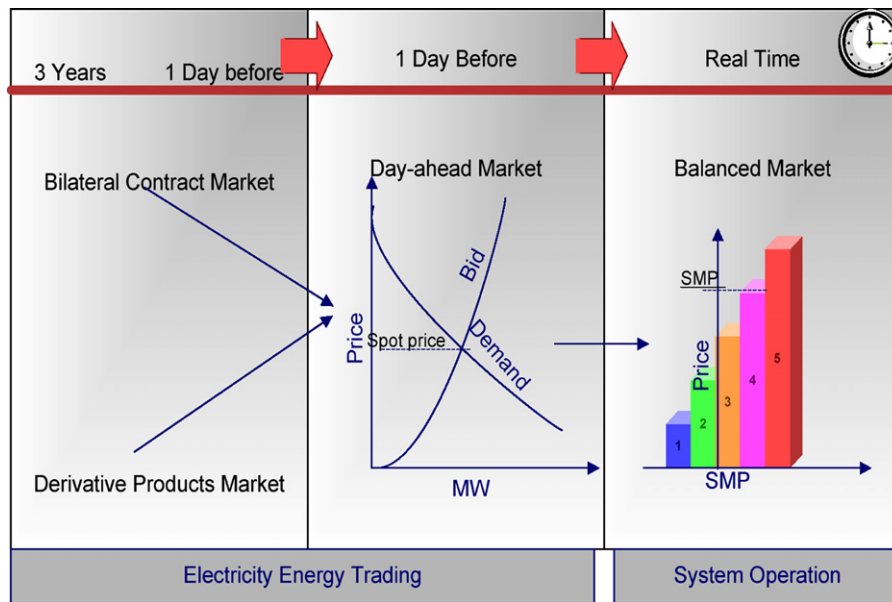 3 Years
1 Day before
1 Day Before
Real Time
Bilateral Contract Market
Derivative Products Market
Day-ahead Market
Price
Bid
Spot price
Demand
MW
Balanced Market
SMP
Price
1
2
3
4
5
SMP
Electricity Energy Trading
System Operation